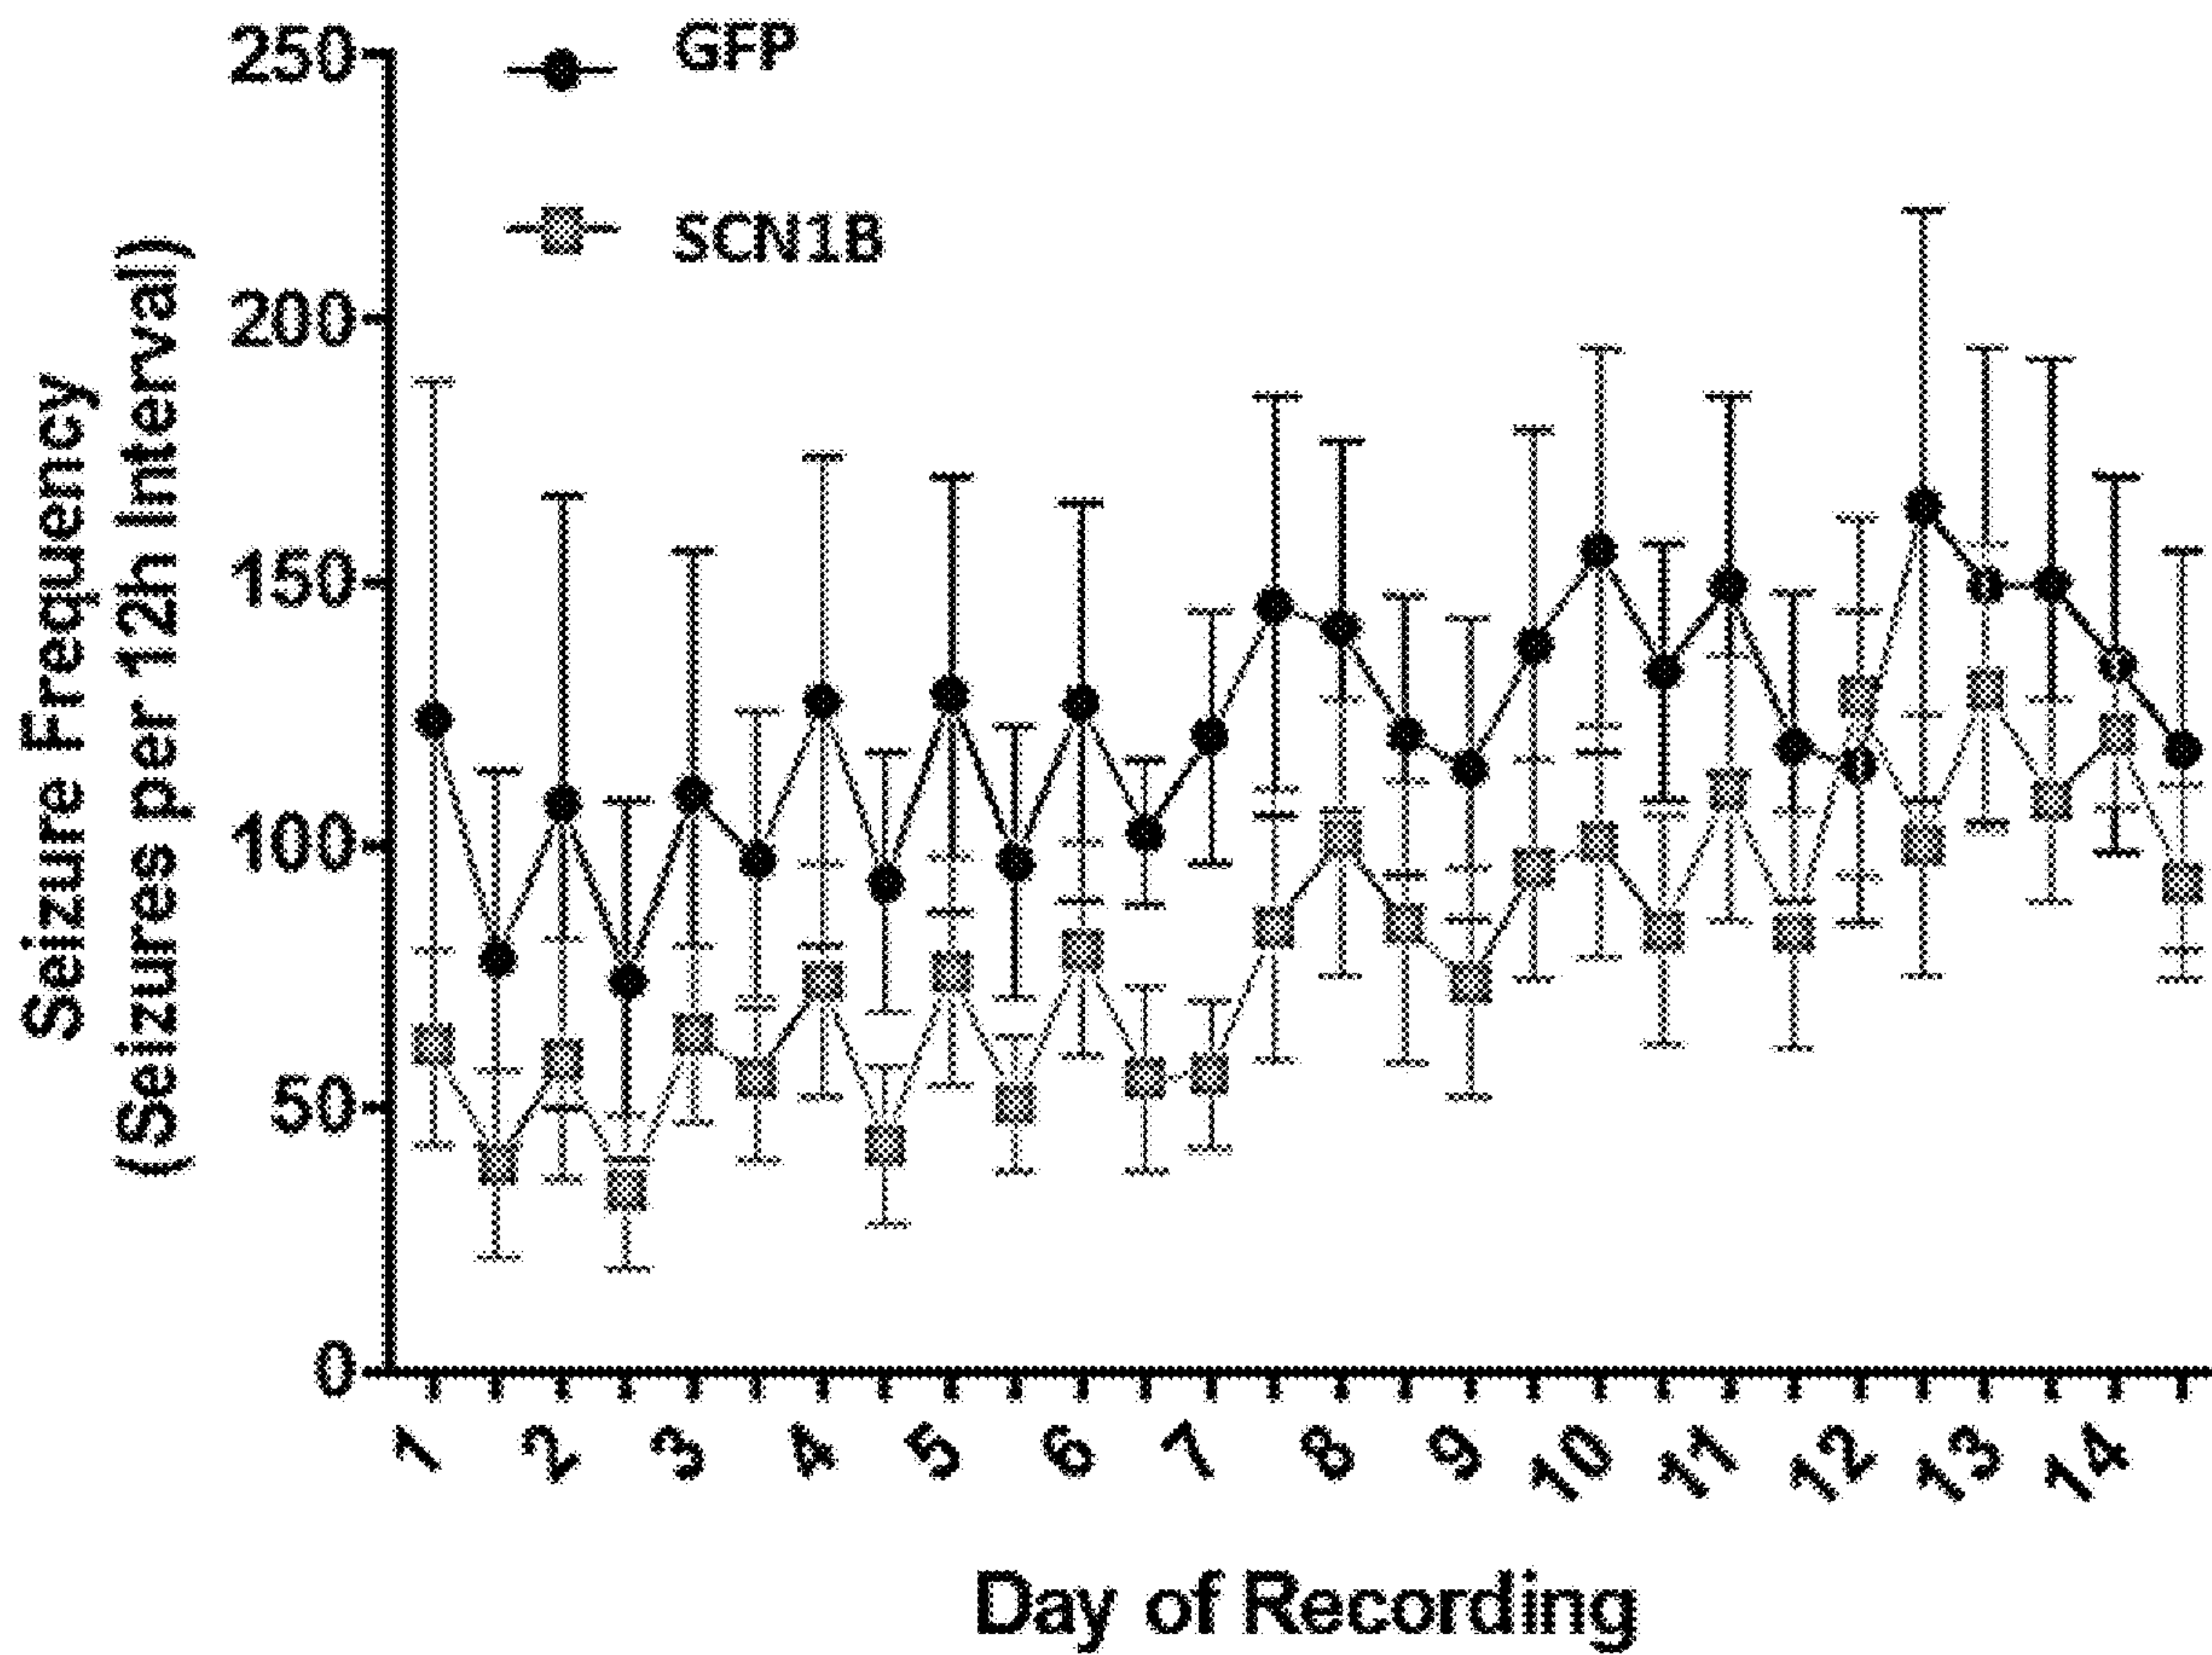 GFP
SCN1B
Seizure Frequency
(Seizures per 12h Interval)
250
200
150
100
50
0
1 2 3 4 5 6 7 8 9 10 11 12 13 14
Day of Recording